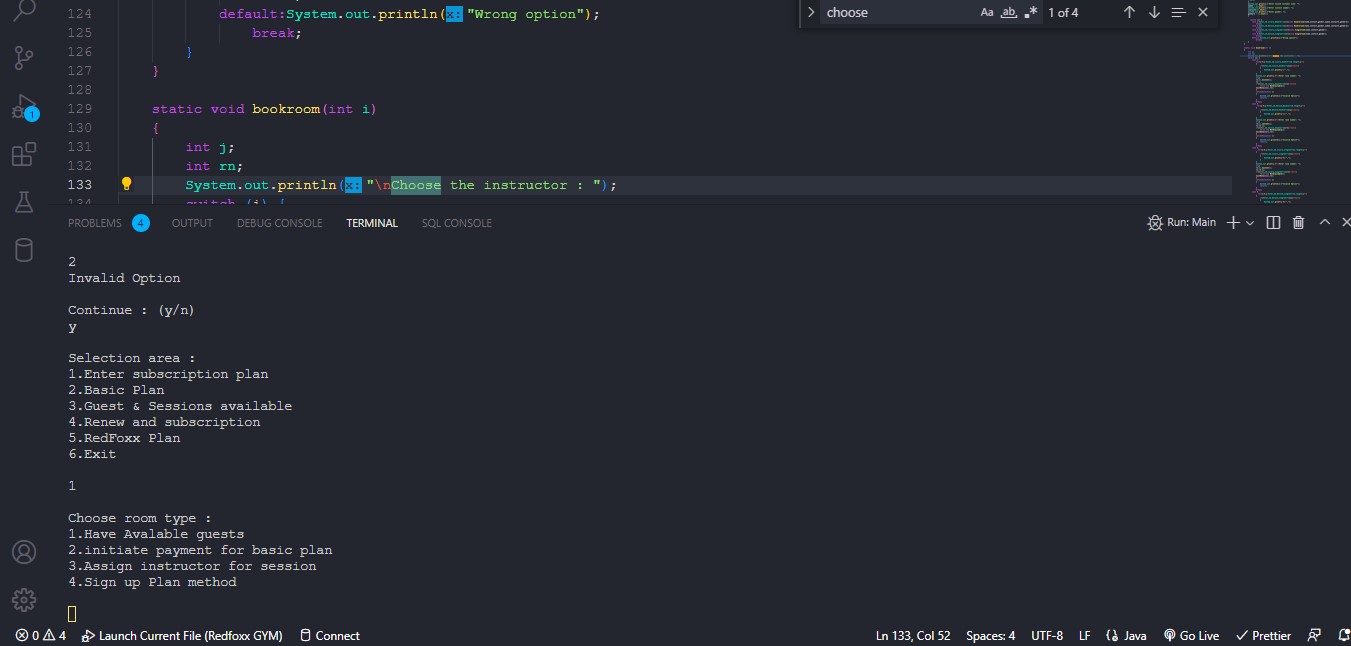 124 default:System.out.println(x: "Wrong option");
125 break;
126 }
127 }
128
129 static void bookroom(int i)
130 {
131 int j;
132 int rn;
133 System.out.println(x: "\nChoose the instructor : ");
134 switch (i) {
choose Aa ab .* 1 of 4
1
PROBLEMS 4 OUTPUT DEBUG CONSOLE TERMINAL SQL CONSOLE Run: Main
2
Invalid Option
Continue : (y/n)
y
Selection area :
1.Enter subscription plan
2.Basic Plan
3.Guest & Sessions available
4.Renew and subscription
5.RedFoxx Plan
6.Exit
1
Choose room type :
1.Have Avalable guests
2.initiate payment for basic plan
3.Assign instructor for session
4.Sign up Plan method
0 4 Launch Current File (Redfoxx GYM) Connect Ln 133, Col 52 Spaces: 4 UTF-8 LF {} Java Go Live Prettier